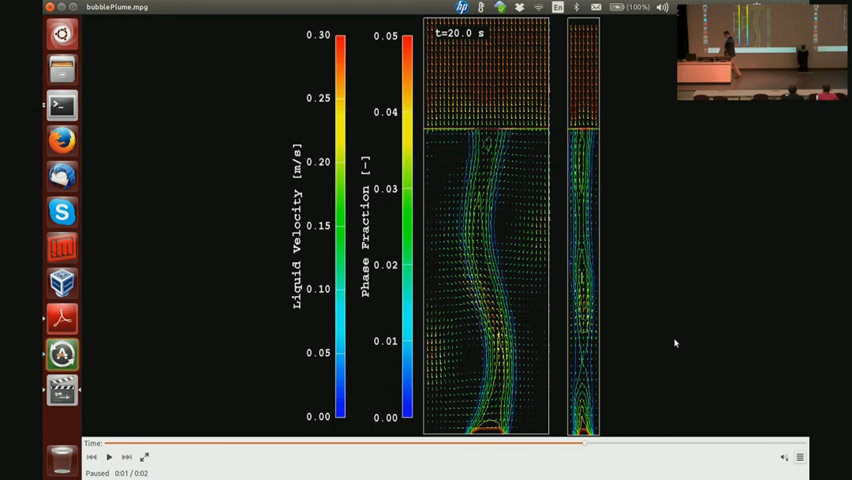 bubblePlume.mpg
En
(100%)
t=20.0 s
0.30
0.25
0.20
0.15
0.10
0.05
0.00
Liquid Velocity [m/s]
0.05
0.04
0.03
0.02
0.01
0.00
Phase Fraction [-]
Time:
Paused
0:01 / 0:02